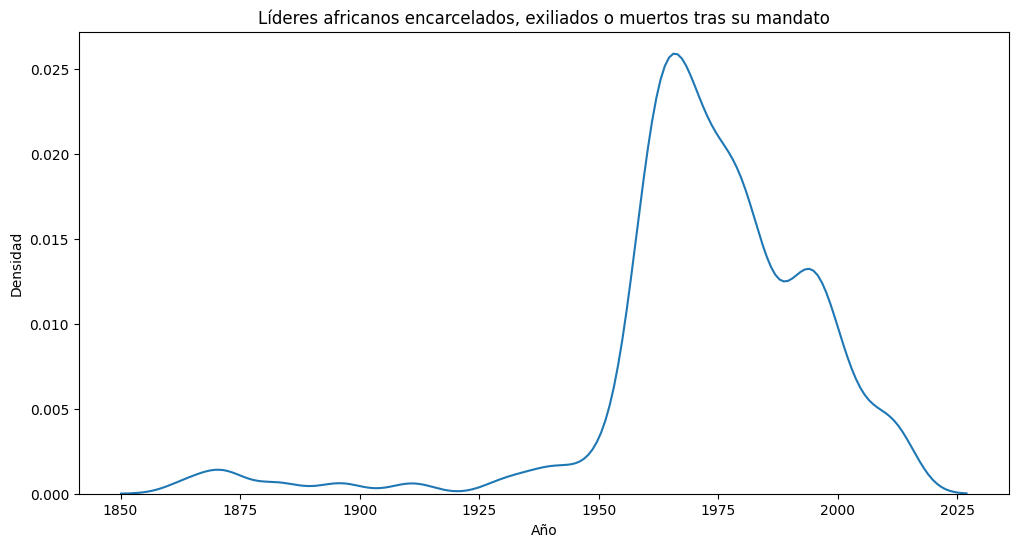 Líderes africanos encarcelados, exiliados o muertos tras su mandato
Densidad
0.025
0.020
0.015
0.010
0.005
0.000
1850 1875 1900 1925 1950 1975 2000 2025
Año